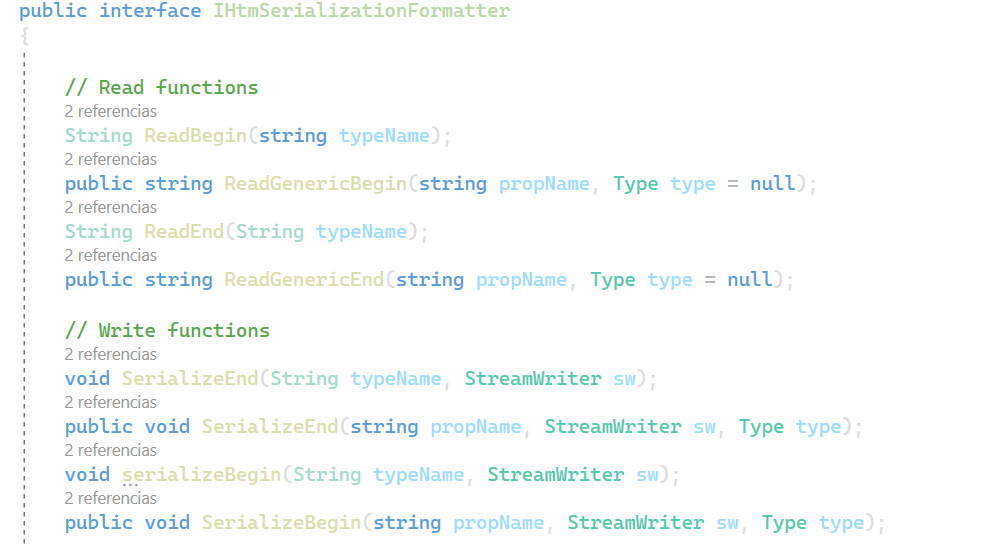 public interface IHtmSerializationFormatter
{
// Read functions
2 referencias
String ReadBegin(string typeName);
2 referencias
public string ReadGenericBegin(string propName, Type type = null);
2 referencias
String ReadEnd(String typeName);
2 referencias
public string ReadGenericEnd(string propName, Type type = null);
// Write functions
2 referencias
void SerializeEnd(String typeName, StreamWriter sw);
2 referencias
public void SerializeEnd(string propName, StreamWriter sw, Type type);
2 referencias
void serializeBegin(String typeName, StreamWriter sw);
2 referencias
public void SerializeBegin(string propName, StreamWriter sw, Type type);